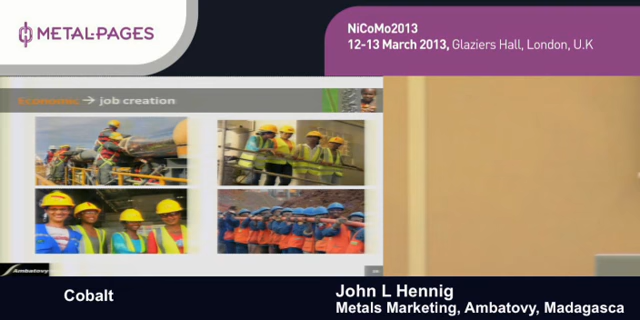 METAL-PAGES
NiCoMo2013
12-13 March 2013, Glaziers Hall, London, U.K
Economic → job creation
Ambatovy
Cobalt
John L Hennig
Metals Marketing, Ambatovy, Madagasca